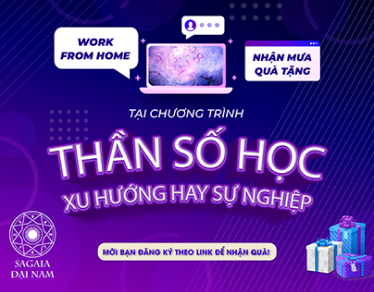 WORK
FROM HOME
NHẬN MƯA
QUÀ TẶNG
TẠI CHƯƠNG TRÌNH
THẦN SỐ HỌC
XU HƯỚNG HAY SỰ NGHIỆP
SAGAIA
ĐẠI NAM
MỜI BẠN ĐĂNG KÝ THEO LINK ĐỂ NHẬN QUÀ!